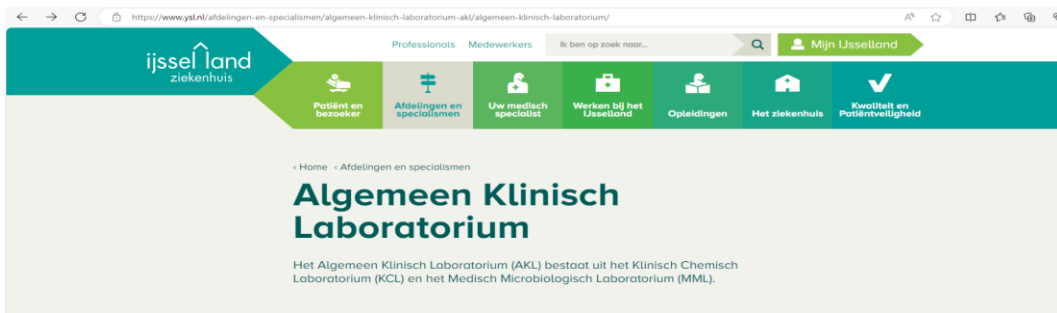 https://www.ysl.nl/afdelingen-en-specialismen/algemeen-klinisch-laboratorium-akl/algemeen-klinisch-laboratorium/
Professionals Medewerkers Ik ben op zoek naar... Mijn IJsselland
ijsselland
ziekenhuis
Patiënt en
bezoeker
Afdelingen en
specialismen
Uw medisch
specialist
Werken bij het
IJsselland
Opleidingen
Het ziekenhuis
Kwaliteit en
Patiëntveiligheid
‹ Home ‹ Afdelingen en specialismen
Algemeen Klinisch
Laboratorium
Het Algemeen Klinisch Laboratorium (AKL) bestaat uit het Klinisch Chemisch
Laboratorium (KCL) en het Medisch Microbiologisch Laboratorium (MML).